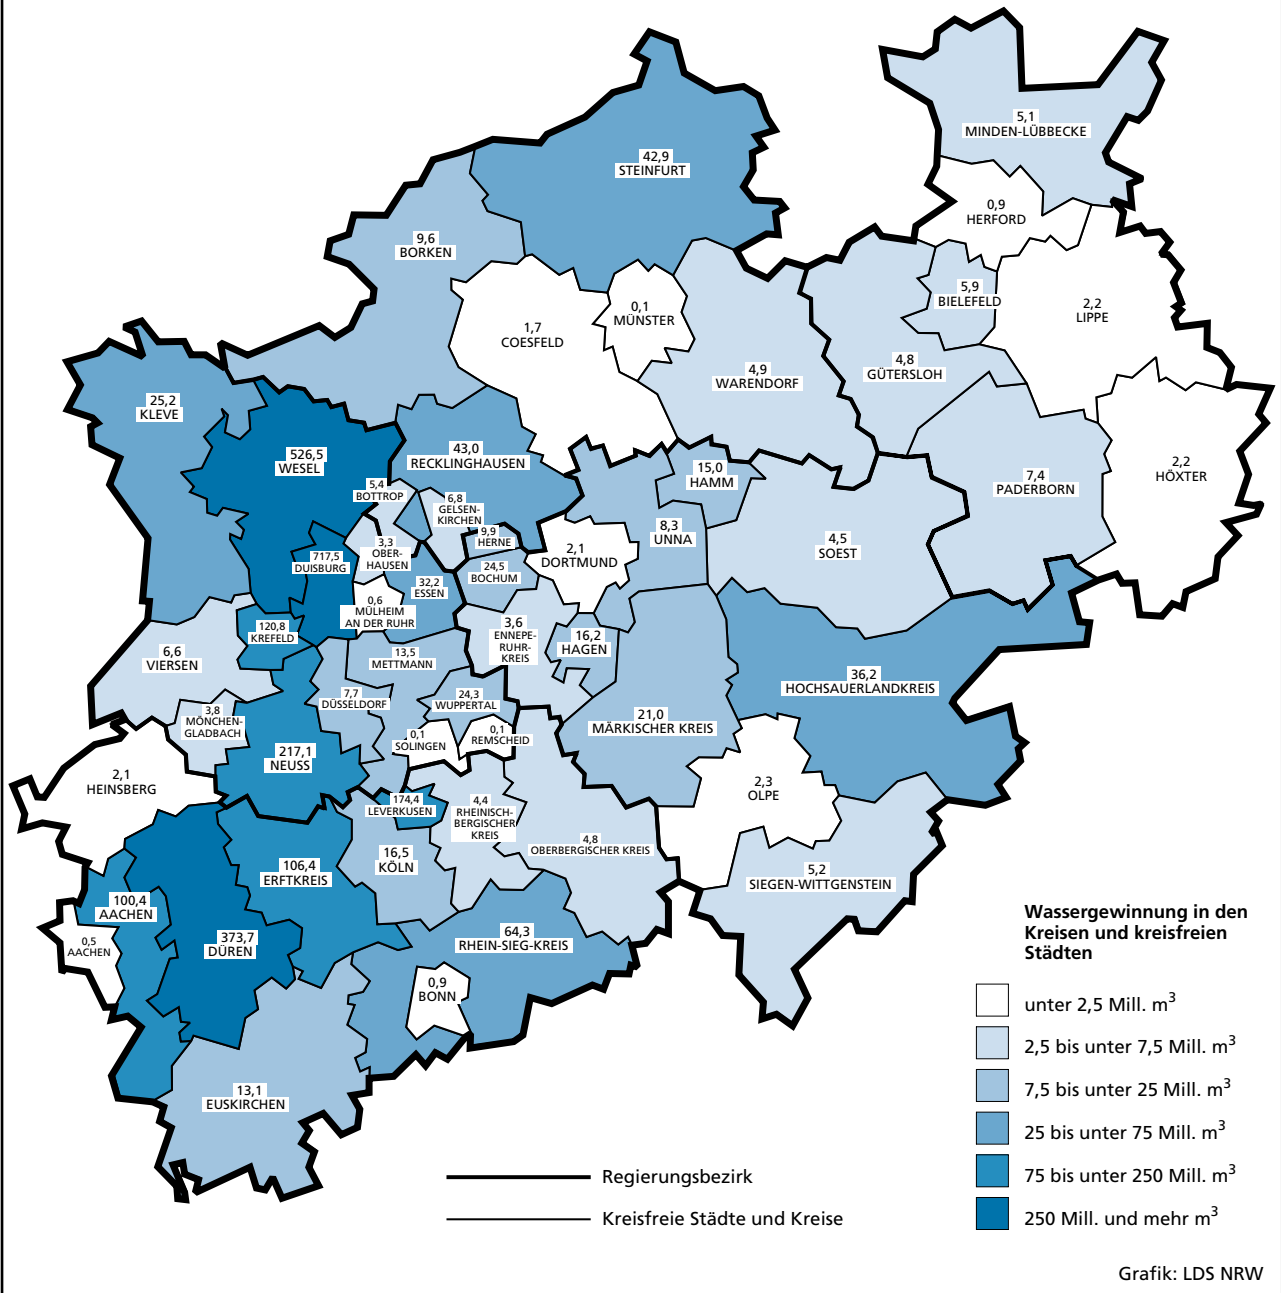 5,1
MINDEN-LÜBBECKE
42,9
STEINFURT
0,9
HERFORD
9,6
BORKEN
5,9
BIELEFELD
2,2
LIPPE
0,1
MÜNSTER
1,7
COESFELD
4,9
WARENDORF
4,8
GÜTERSLOH
25,2
KLEVE
526,5
WESEL
43,0
RECKLINGHAUSEN
15,0
HAMM
7,4
PADERBORN
2,2
HÖXTER
5,4
BOTTROP
6,8
GELSEN-
KIRCHEN
9,9
HERNE
8,3
UNNA
4,5
SOEST
717,5
DUISBURG
3,3
OBER-
HAUSEN
2,1
DORTMUND
24,5
BOCHUM
32,2
ESSEN
0,6
MÜLHEIM
AN DER RUHR
120,8
KREFELD
3,6
ENNEPE-
RUHR-
KREIS
16,2
HAGEN
6,6
VIERSEN
13,5
METTMANN
36,2
HOCHSAUERLANDKREIS
7,7
DÜSSELDORF
24,3
WUPPERTAL
3,8
MÖNCHEN-
GLADBACH
21,0
MÄRKISCHER KREIS
0,1
SOLINGEN
0,1
REMSCHEID
217,1
NEUSS
2,1
HEINSBERG
2,3
OLPE
174,4
LEVERKUSEN
4,4
RHEINISCH-
BERGISCHER
KREIS
4,8
OBERBERGISCHER KREIS
16,5
KÖLN
106,4
ERFTKREIS
5,2
SIEGEN-WITTGENSTEIN
100,4
AACHEN
0,5
AACHEN
373,7
DÜREN
64,3
RHEIN-SIEG-KREIS
0,9
BONN
13,1
EUSKIRCHEN
Wassergewinnung in den
Kreisen und kreisfreien
Städten
unter 2,5 Mill. m³
2,5 bis unter 7,5 Mill. m³
7,5 bis unter 25 Mill. m³
25 bis unter 75 Mill. m³
75 bis unter 250 Mill. m³
250 Mill. und mehr m³
Regierungsbezirk
Kreisfreie Städte und Kreise
Grafik: LDS NRW